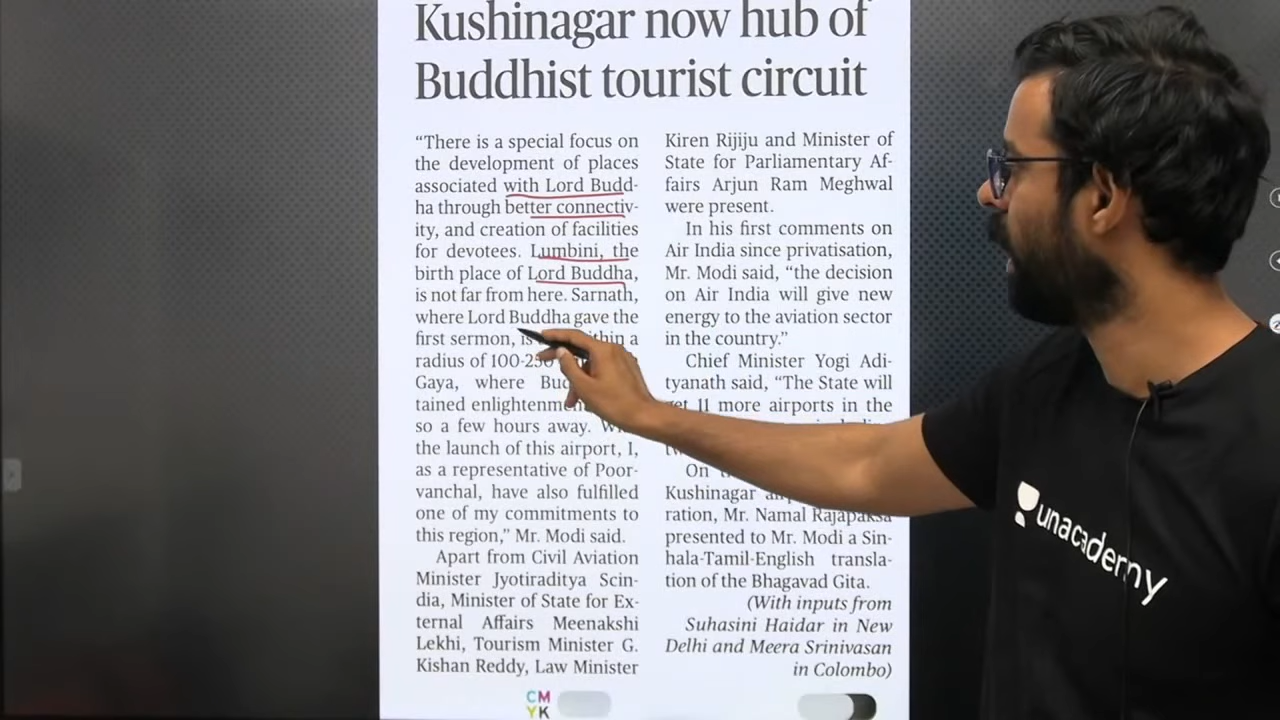 Kushinagar now hub of
Buddhist tourist circuit
“There is a special focus on
the development of places
associated with Lord Budd-
ha through better connectiv-
ity, and creation of facilities
for devotees. Lumbini, the
birth place of Lord Buddha,
is not far from here. Sarnath,
where Lord Buddha gave the
first sermon, is within a
radius of 100-250
Gaya, where
tained
so a few hours away.
the launch of this airport, I,
as a representative of Poor-
vanchal, have also fulfilled
one of my commitments to
this region,” Mr. Modi said.
Apart from Civil Aviation
Minister Jyotiraditya Scin-
dia, Minister of State for Ex-
ternal Affairs Meenakshi
Lekhi, Tourism Minister G.
Kishan Reddy, Law Minister
Kiren Rijiju and Minister of
State for Parliamentary Af-
fairs Arjun Ram Meghwal
were present.
In his first comments on
Air India since privatisation,
Mr. Modi said, “the decision
on Air India will give new
energy to the aviation sector
in the country.”
Chief Minister Yogi Adi-
tyanath said, “The State will
get 11 more airports in the
On
Kushinagar
ration, Mr. Namal Rajapaksa
presented to Mr. Modi a Sin-
hala-Tamil-English transla-
tion of the Bhagavad Gita.
(With inputs from
Suhasini Haidar in New
Delhi and Meera Srinivasan
in Colombo)
CM
YK
unacademy